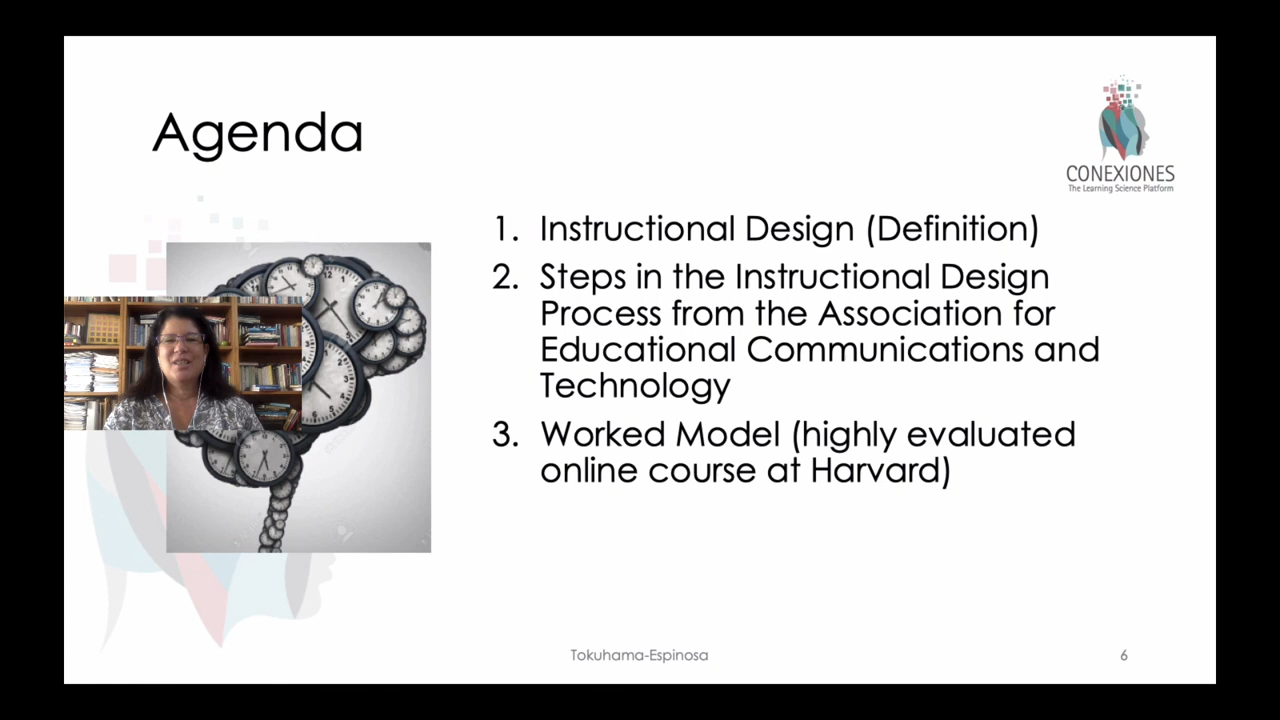 Agenda
CONEXIONES
The Learning Science Platform
1. Instructional Design (Definition)
2. Steps in the Instructional Design
Process from the Association for
Educational Communications and
Technology
3. Worked Model (highly evaluated
online course at Harvard)
Tokuhama-Espinosa
6